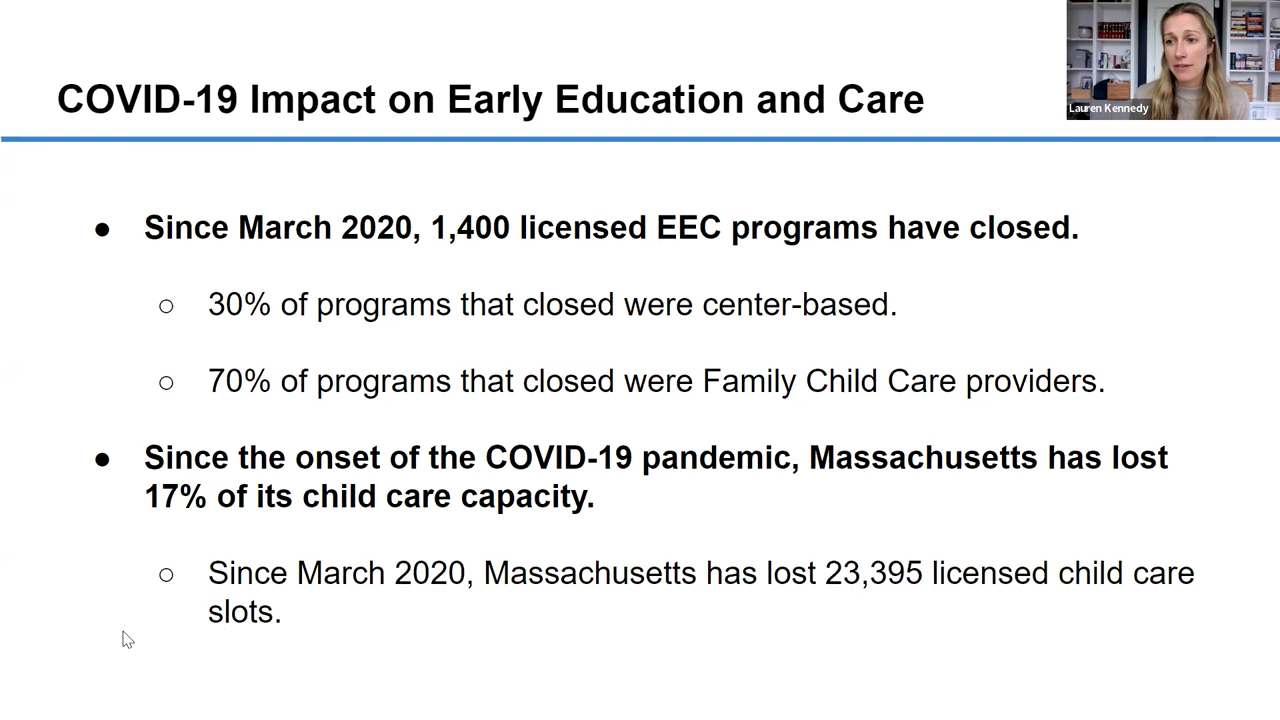 COVID-19 Impact on Early Education and Care
Lauren Kennedy
● Since March 2020, 1,400 licensed EEC programs have closed.
○ 30% of programs that closed were center-based.
○ 70% of programs that closed were Family Child Care providers.
● Since the onset of the COVID-19 pandemic, Massachusetts has lost
17% of its child care capacity.
○ Since March 2020, Massachusetts has lost 23,395 licensed child care
slots.